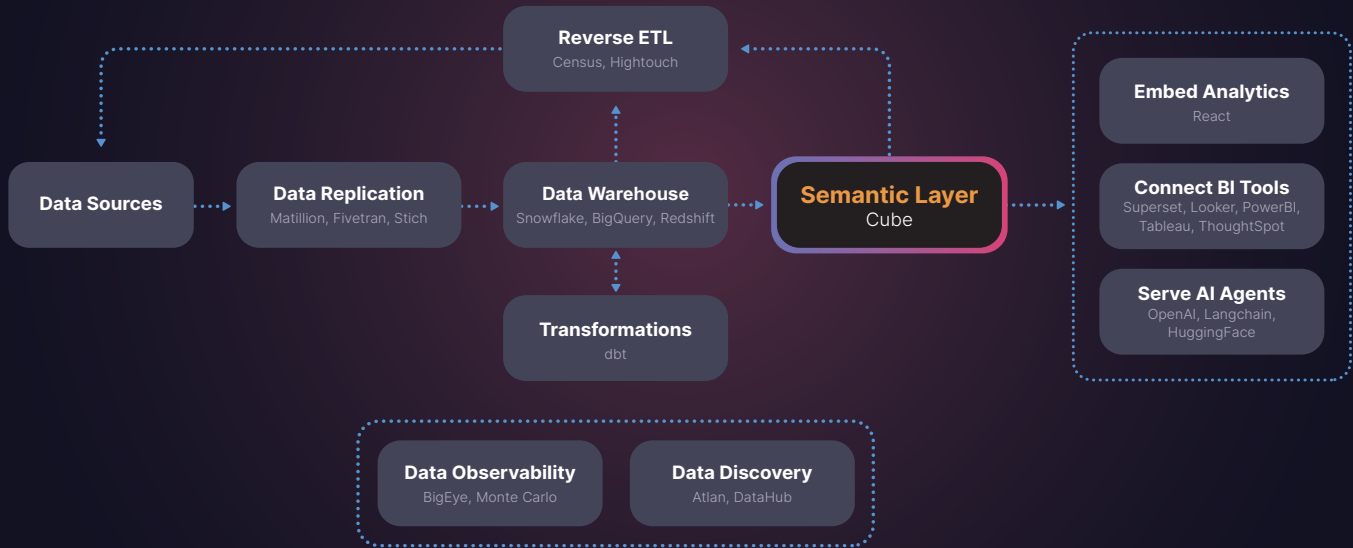 Reverse ETL
Census, Hightouch
Embed Analytics
React
Data Sources
Data Replication
Matillion, Fivetran, Stich
Data Warehouse
Snowflake, BigQuery, Redshift
Semantic Layer
Cube
Connect BI Tools
Superset, Looker, PowerBI,
Tableau, ThoughtSpot
Serve AI Agents
OpenAI, Langchain,
HuggingFace
Transformations
dbt
Data Observability
BigEye, Monte Carlo
Data Discovery
Atlan, DataHub